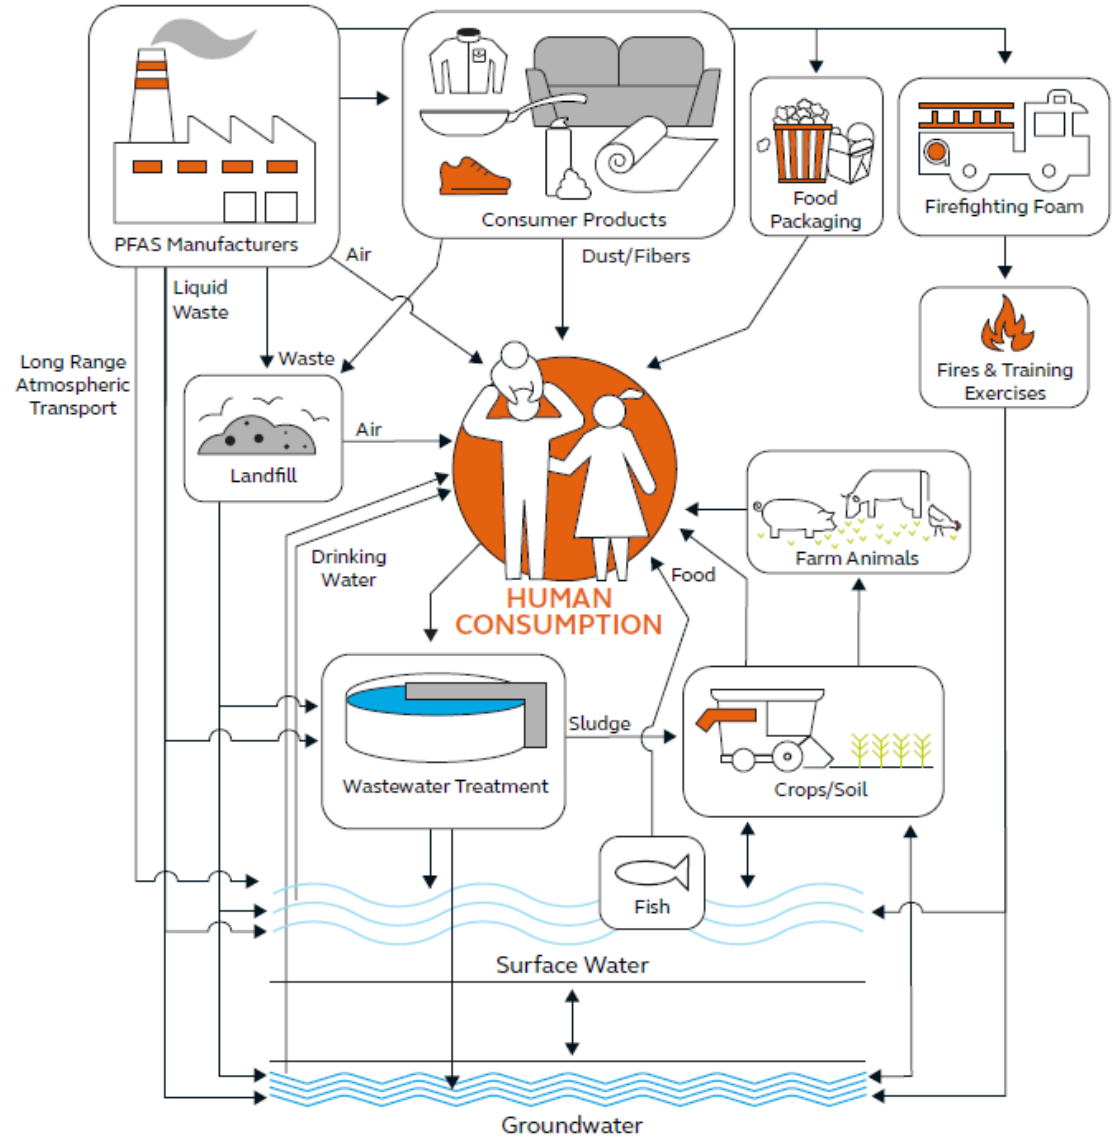 PFAS Manufacturers
Consumer Products
Food
Packaging
Firefighting Foam
Air
Dust/Fibers
Liquid
Waste
Long Range
Atmospheric
Transport
Waste
Fires & Training
Exercises
Air
Landfill
Drinking
Water
Food
Farm Animals
HUMAN
CONSUMPTION
Sludge
Wastewater Treatment
Crops/Soil
Fish
Surface Water
Groundwater